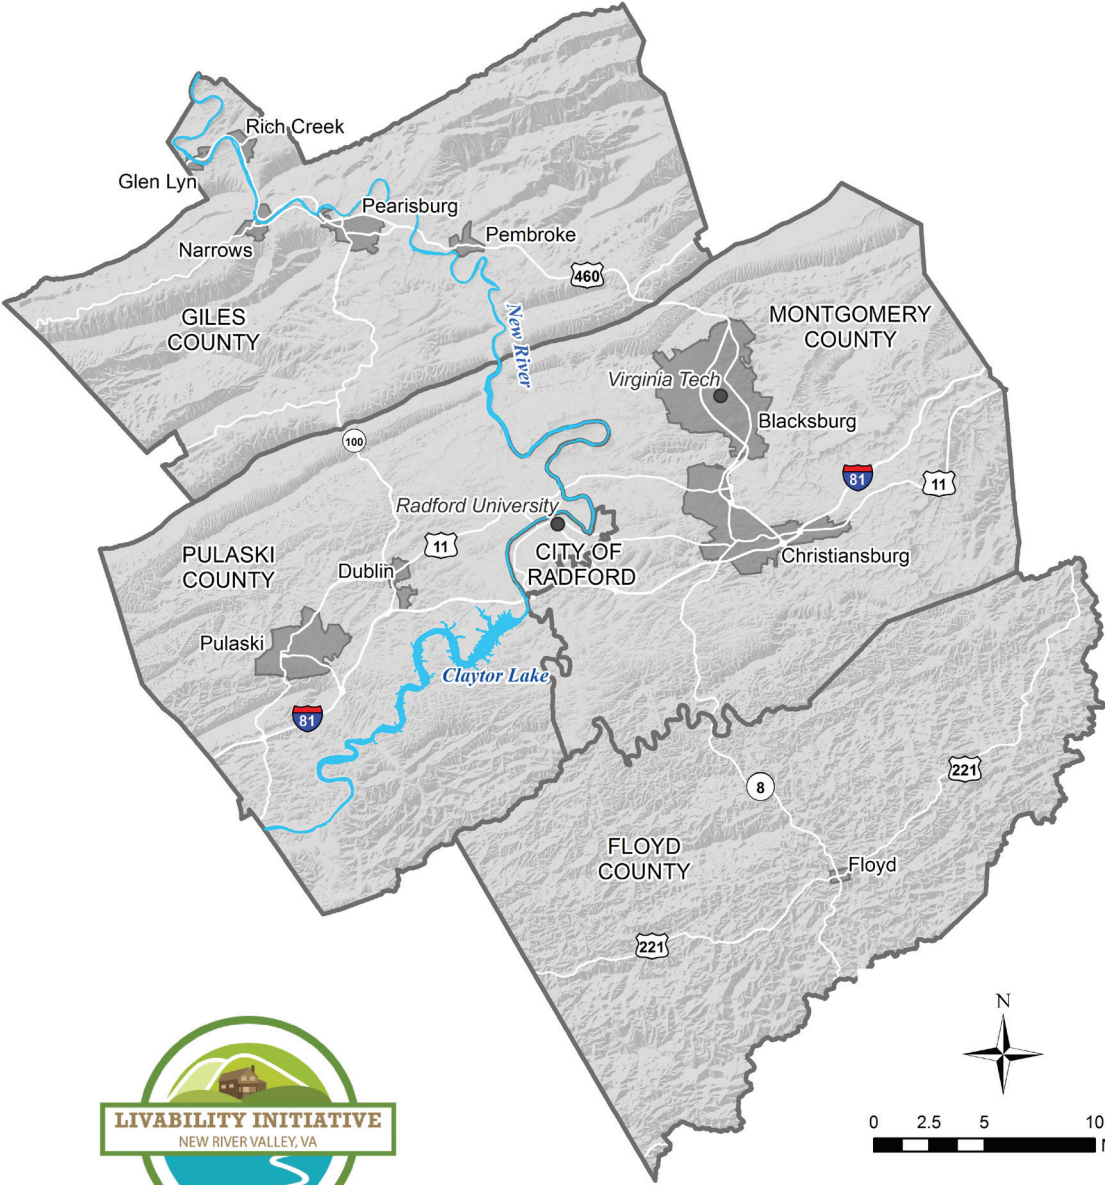 Rich Creek
Glen Lyn
Pearisburg
Narrows
Pembroke
460
GILES
COUNTY
New River
MONTGOMERY
COUNTY
Virginia Tech
Blacksburg
100
81
11
Radford University
11
CITY OF
RADFORD
Christiansburg
PULASKI
COUNTY
Dublin
Pulaski
Claytor Lake
81
221
8
FLOYD
COUNTY
Floyd
221
N
LIVABILITY INITIATIVE
NEW RIVER VALLEY, VA
0 2.5 5 10